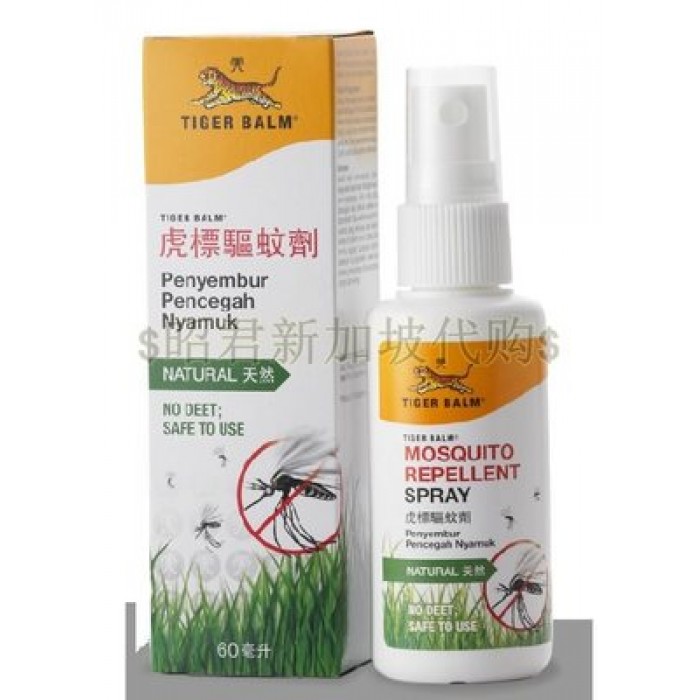 TIGER BALM®
TIGER BALM®
虎標驅蚊劑
Penyembur
Pencegah
Nyamuk
NATURAL 天然
NO DEET;
SAFE TO USE
60毫升
$昭君新加坡代购$
TIGER BALM®
TIGER BALM®
MOSQUITO
REPELLENT
SPRAY
虎標驅蚊劑
Penyembur
Pencegah Nyamuk
NATURAL 天然
NO DEET;
SAFE TO USE